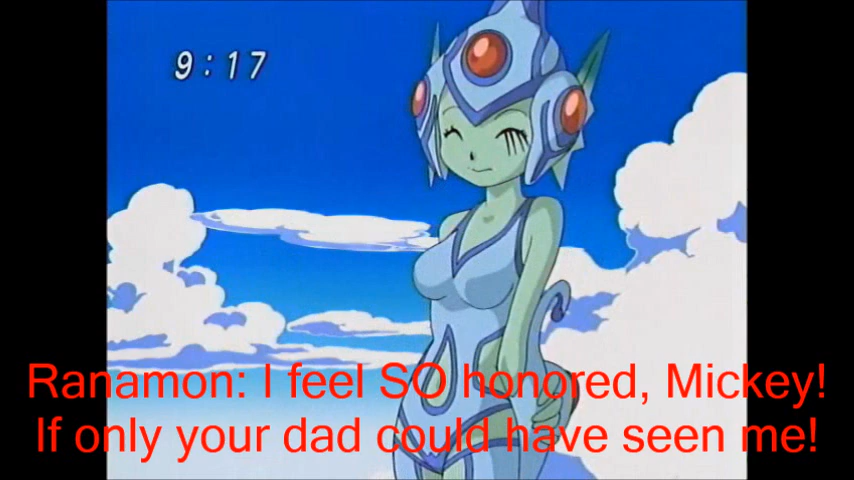 9:17
Ranamon: I feel SO honored, Mickey!
If only your dad could have seen me!